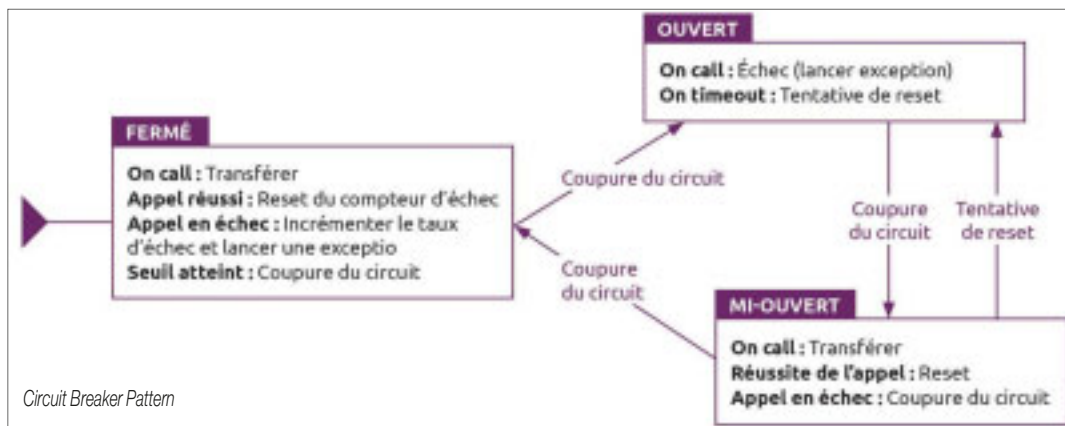 OUVERT
On call : Échec (lancer exception)
On timeout : Tentative de reset
FERMÉ
On call : Transférer
Appel réussi : Reset du compteur d'échec
Appel en échec : Incrémenter le taux
d'échec et lancer une exceptio
Seuil atteint : Coupure du circuit
Coupure du circuit
Coupure
du circuit
Tentative
de reset
Coupure
du circuit
MI-OUVERT
On call : Transférer
Réussite de l'appel : Reset
Appel en échec : Coupure du circuit
Circuit Breaker Pattern